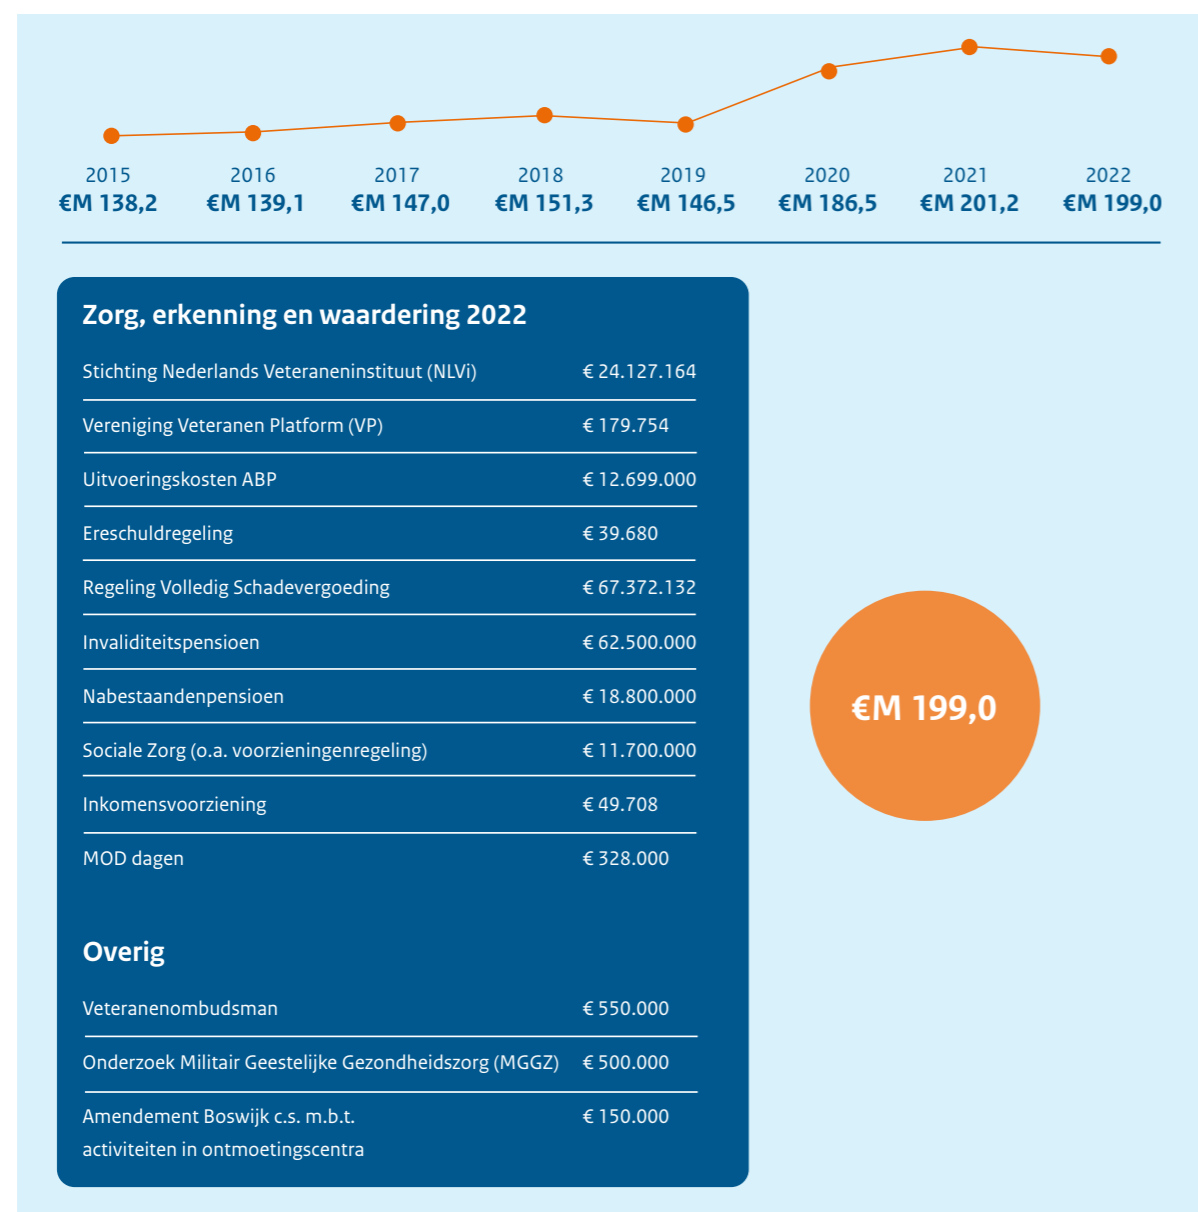 2015 2016 2017 2018 2019 2020 2021 2022
€M 138,2 €M 139,1 €M 147,0 €M 151,3 €M 146,5 €M 186,5 €M 201,2 €M 199,0
Zorg, erkenning en waardering 2022
Stichting Nederlands Veteraneninstituut (NLVi) € 24.127.164
Vereniging Veteranen Platform (VP) € 179.754
Uitvoeringskosten ABP € 12.699.000
Ereschuldregeling € 39.680
Regeling Volledig Schadevergoeding € 67.372.132
Invaliditeitspensioen € 62.500.000
Nabestaandenpensioen € 18.800.000
Sociale Zorg (o.a. voorzieningenregeling) € 11.700.000
Inkomensvoorziening € 49.708
MOD dagen € 328.000
€M 199,0
Overig
Veteranenombudsman € 550.000
Onderzoek Militair Geestelijke Gezondheidszorg (MGGZ) € 500.000
Amendement Boswijk c.s. m.b.t. € 150.000
activiteiten in ontmoetingscentra